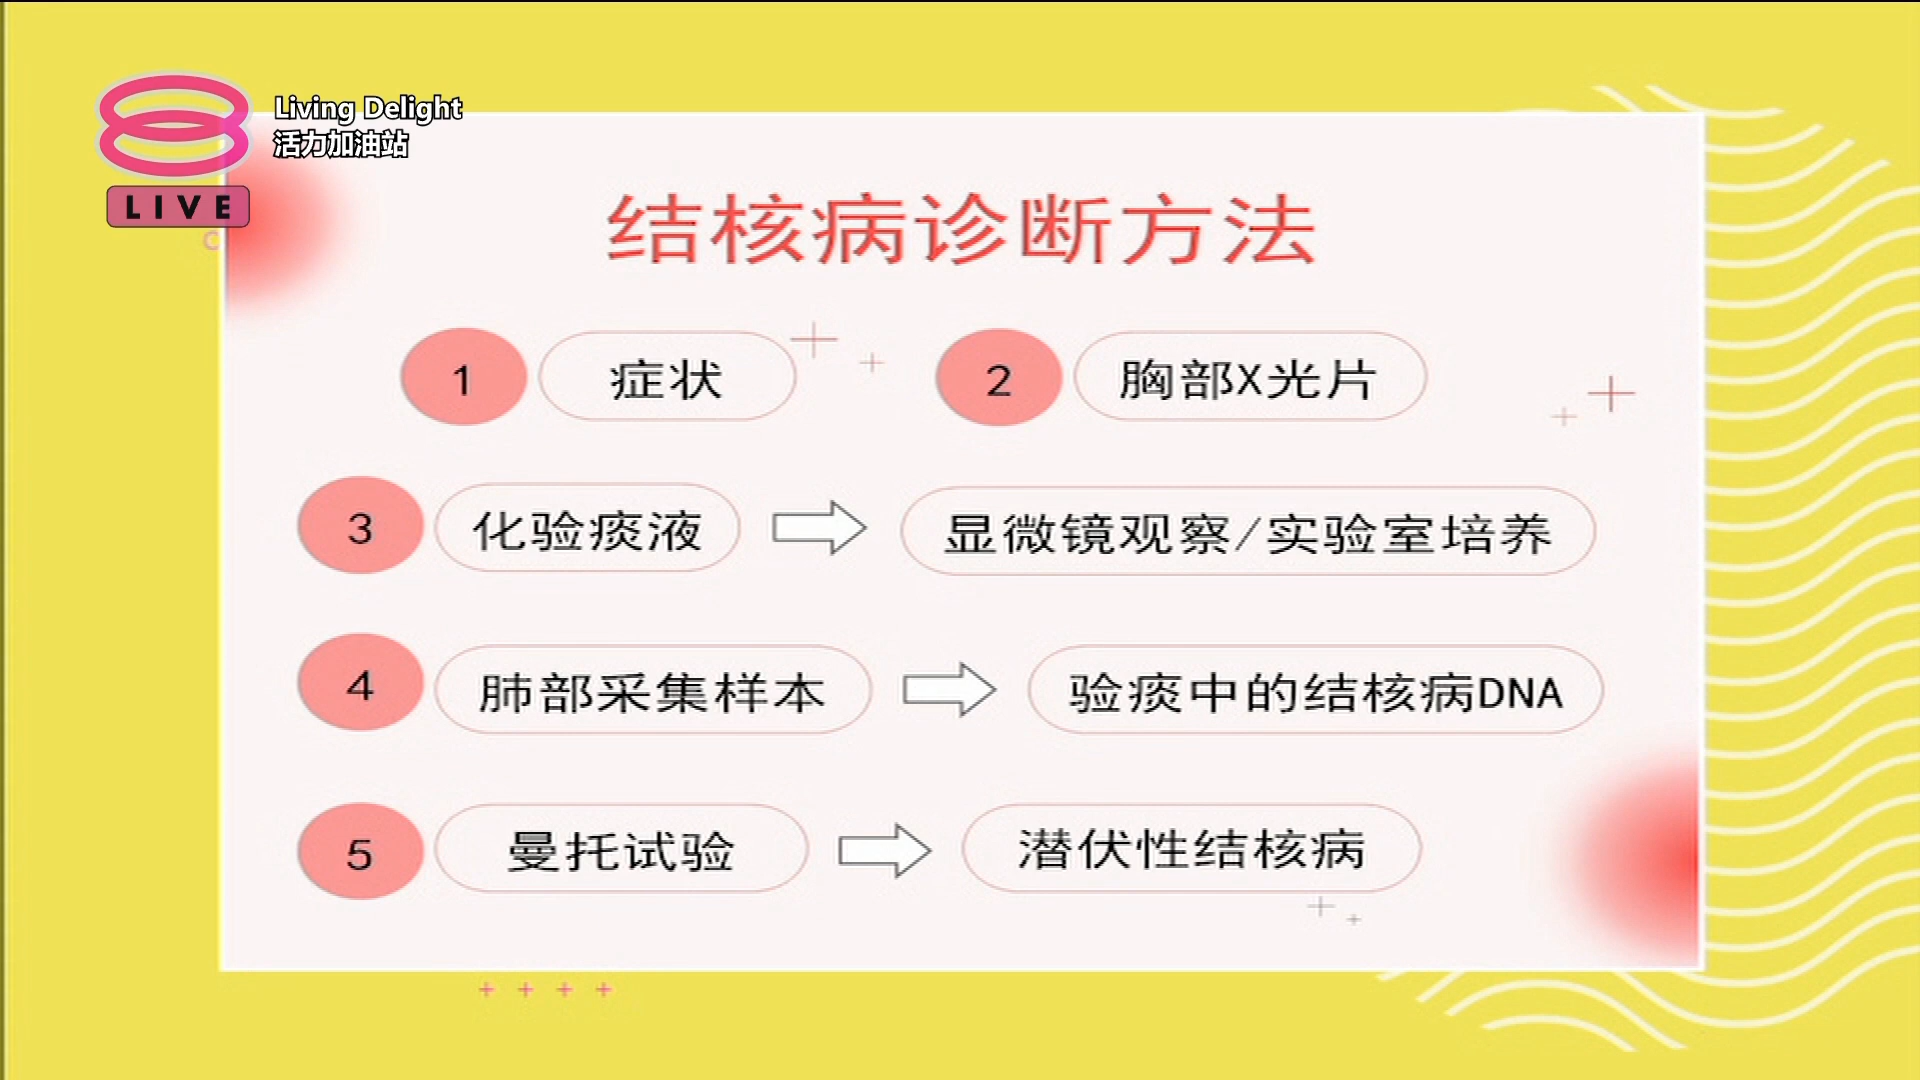 Living Delight
活力加油站
LIVE
结核病诊断方法
1 症状 2 胸部X光片
3 化验痰液 显微镜观察/实验室培养
4 肺部采集样本 验痰中的结核病DNA
5 曼托试验 潜伏性结核病